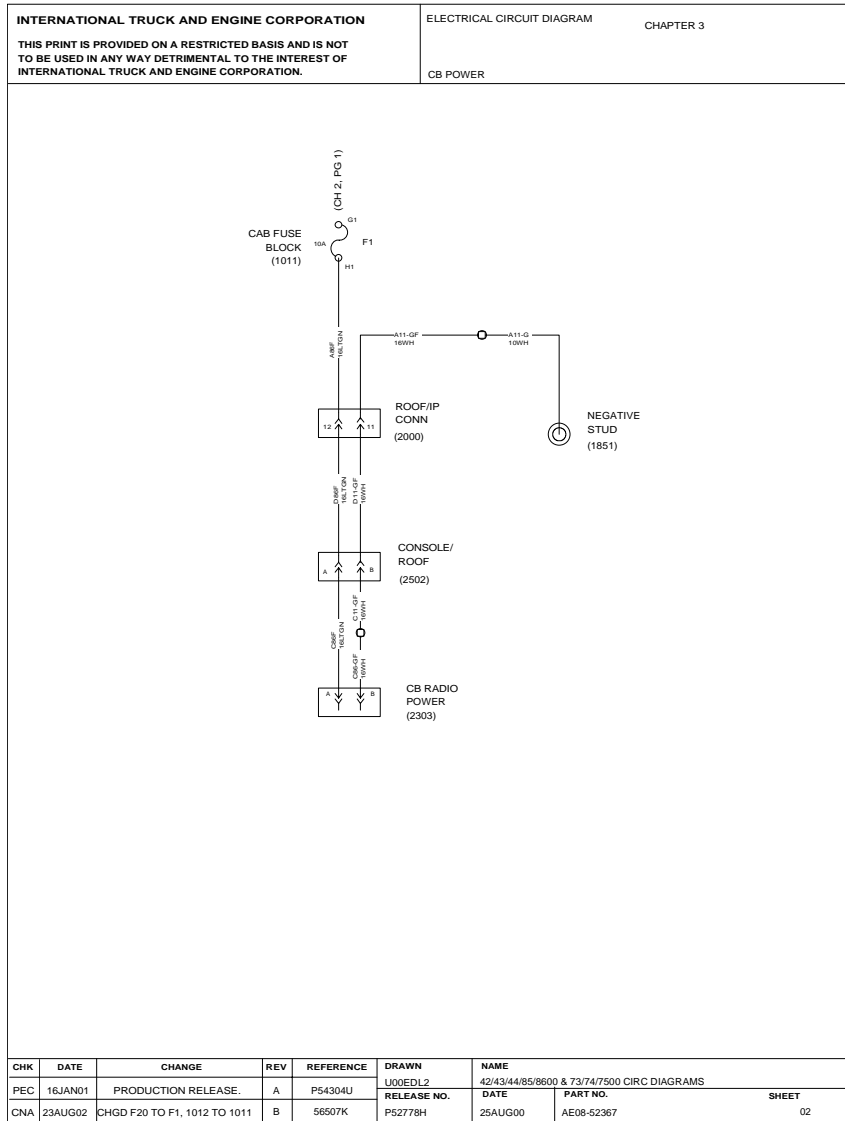 INTERNATIONAL TRUCK AND ENGINE CORPORATION
THIS PRINT IS PROVIDED ON A RESTRICTED BASIS AND IS NOT
TO BE USED IN ANY WAY DETRIMENTAL TO THE INTEREST OF
INTERNATIONAL TRUCK AND ENGINE CORPORATION.
ELECTRICAL CIRCUIT DIAGRAM
CHAPTER 3
CB POWER
(CH 2, PG 1)
CAB FUSE
BLOCK
(1011)
10A
G1
F1
H1
A86F
16LTGN
A11-GF
16WH
A11-G
10WH
ROOF/IP
CONN
(2000)
12
11
NEGATIVE
STUD
(1851)
D86F
16LTGN
D11-GF
16WH
CONSOLE/
ROOF
(2502)
A
B
C86F
16LTGN
C11-GF
16WH
C86-GF
16WH
CB RADIO
POWER
(2303)
A
B
CHK DATE CHANGE REV REFERENCE DRAWN NAME
U00EDL2 42/43/44/85/8600 & 73/74/7500 CIRC DIAGRAMS
PEC 16JAN01 PRODUCTION RELEASE. A P54304U RELEASE NO. DATE PART NO. SHEET
CNA 23AUG02 CHGD F20 TO F1, 1012 TO 1011 B 56507K P52778H 25AUG00 AE08-52367 02